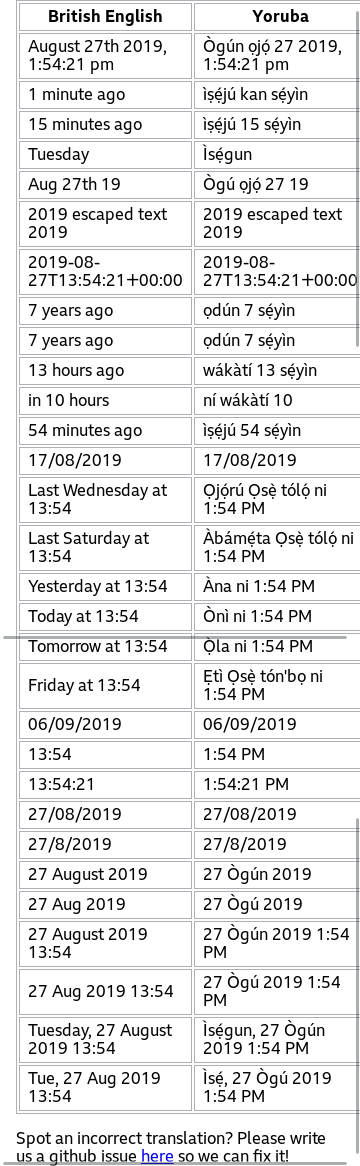 British English Yoruba
August 27th 2019, Ògún ọjọ́ 27 2019,
1:54:21 pm 1:54:21 pm
1 minute ago ìsẹ́jú kan sẹ́yìn
15 minutes ago ìsẹ́jú 15 sẹ́yìn
Tuesday Ìsẹ́gun
Aug 27th 19 Ògú ọjọ́ 27 19
2019 escaped text 2019 escaped text
2019 2019
2019-08- 2019-08-
27T13:54:21+00:00 27T13:54:21+00:00
7 years ago ọdún 7 sẹ́yìn
7 years ago ọdún 7 sẹ́yìn
13 hours ago wákàtí 13 sẹ́yìn
in 10 hours ní wákàtí 10
54 minutes ago ìsẹ́jú 54 sẹ́yìn
17/08/2019 17/08/2019
Last Wednesday at Ọjọ́rú Ọsẹ̀ tólọ́ ni
13:54 1:54 PM
Last Saturday at Àbámẹ́ta Ọsẹ̀ tólọ́ ni
13:54 1:54 PM
Yesterday at 13:54 Àna ni 1:54 PM
Today at 13:54 Ònì ni 1:54 PM
Tomorrow at 13:54 Ọ̀la ni 1:54 PM
Friday at 13:54 Ẹtì Ọsẹ̀ tón'bọ ni
1:54 PM
06/09/2019 06/09/2019
13:54 1:54 PM
13:54:21 1:54:21 PM
27/08/2019 27/08/2019
27/8/2019 27/8/2019
27 August 2019 27 Ògún 2019
27 Aug 2019 27 Ògú 2019
27 August 2019 27 Ògún 2019 1:54
13:54 PM
27 Aug 2019 13:54 27 Ògú 2019 1:54
PM
Tuesday, 27 August Ìsẹ́gun, 27 Ògún
2019 13:54 2019 1:54 PM
Tue, 27 Aug 2019 Ìsẹ́, 27 Ògú 2019
13:54 1:54 PM
Spot an incorrect translation? Please write
us a github issue here so we can fix it!